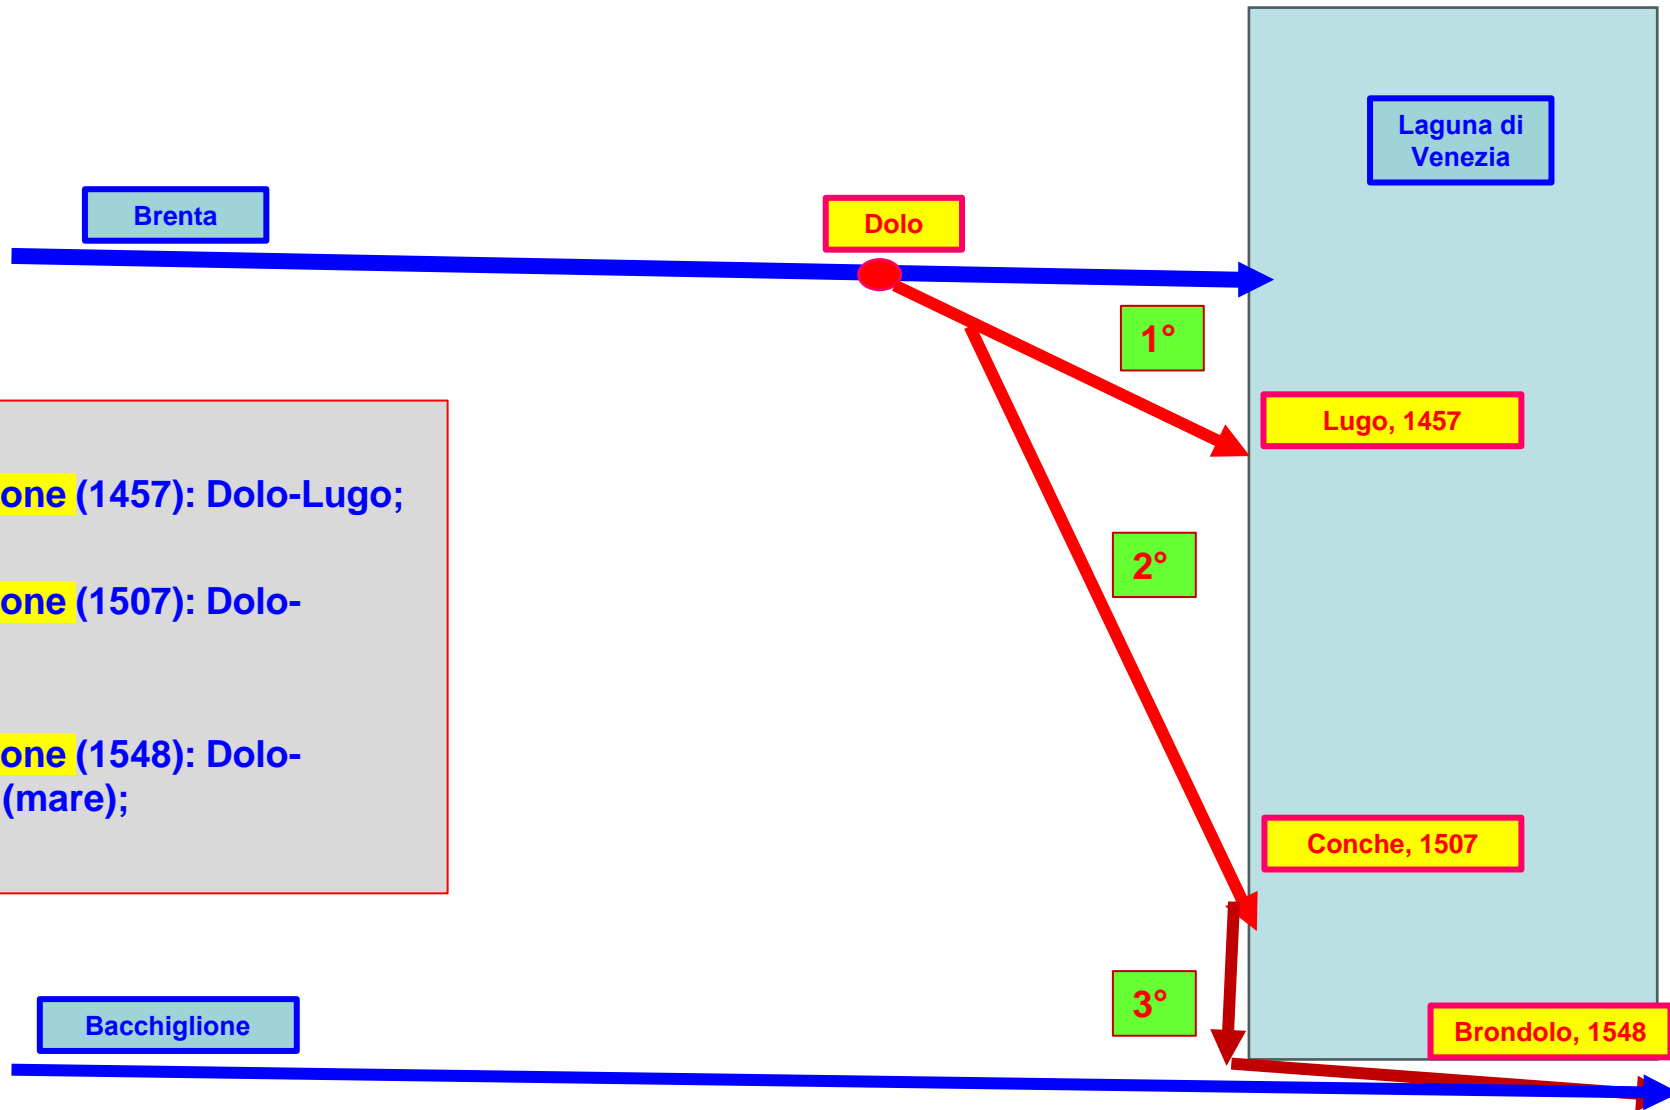 Laguna di
Venezia
Brenta
Dolo
1°
Lugo, 1457
one (1457): Dolo-Lugo;
2°
one (1507): Dolo-
one (1548): Dolo-
(mare);
Conche, 1507
3°
Bacchiglione
Brondolo, 1548